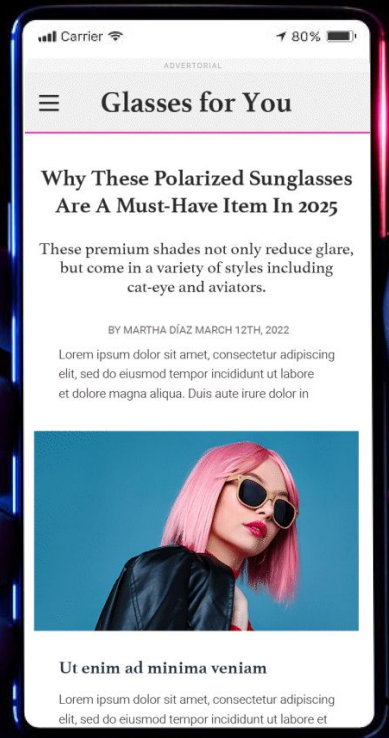 Carrier 80%
ADVERTORIAL
Glasses for You
Why These Polarized Sunglasses
Are A Must-Have Item In 2025
These premium shades not only reduce glare,
but come in a variety of styles including
cat-eye and aviators.
BY MARTHA DÍAZ MARCH 12TH, 2022
Lorem ipsum dolor sit amet, consectetur adipiscing
elit, sed do eiusmod tempor incididunt ut labore
et dolore magna aliqua. Duis aute irure dolor in
Ut enim ad minima veniam
Lorem ipsum dolor sit amet, consectetur adipiscing
elit, sed do eiusmod tempor incididunt ut labore et